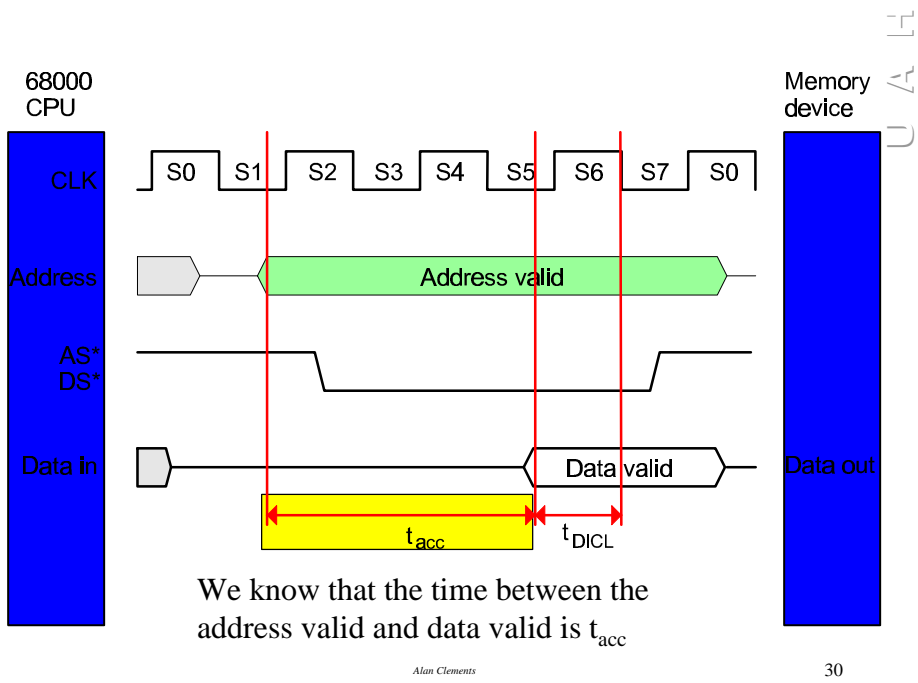 U A H
68000
CPU
Memory
device
CLK
S0 S1 S2 S3 S4 S5 S6 S7 S0
Address
Address valid
AS*
DS*
Data in
Data valid
Data out
tacc
tDICL
We know that the time between the
address valid and data valid is tacc
Alan Clements
30